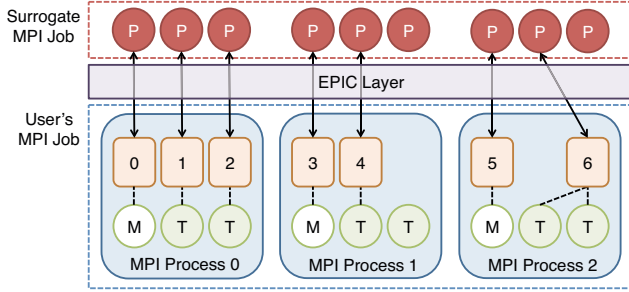 Surrogate
MPI Job
P P P P P P P P P
EPIC Layer
User's
MPI Job
0 1 2 3 4 5 6
M T T M T T M T T
MPI Process 0 MPI Process 1 MPI Process 2